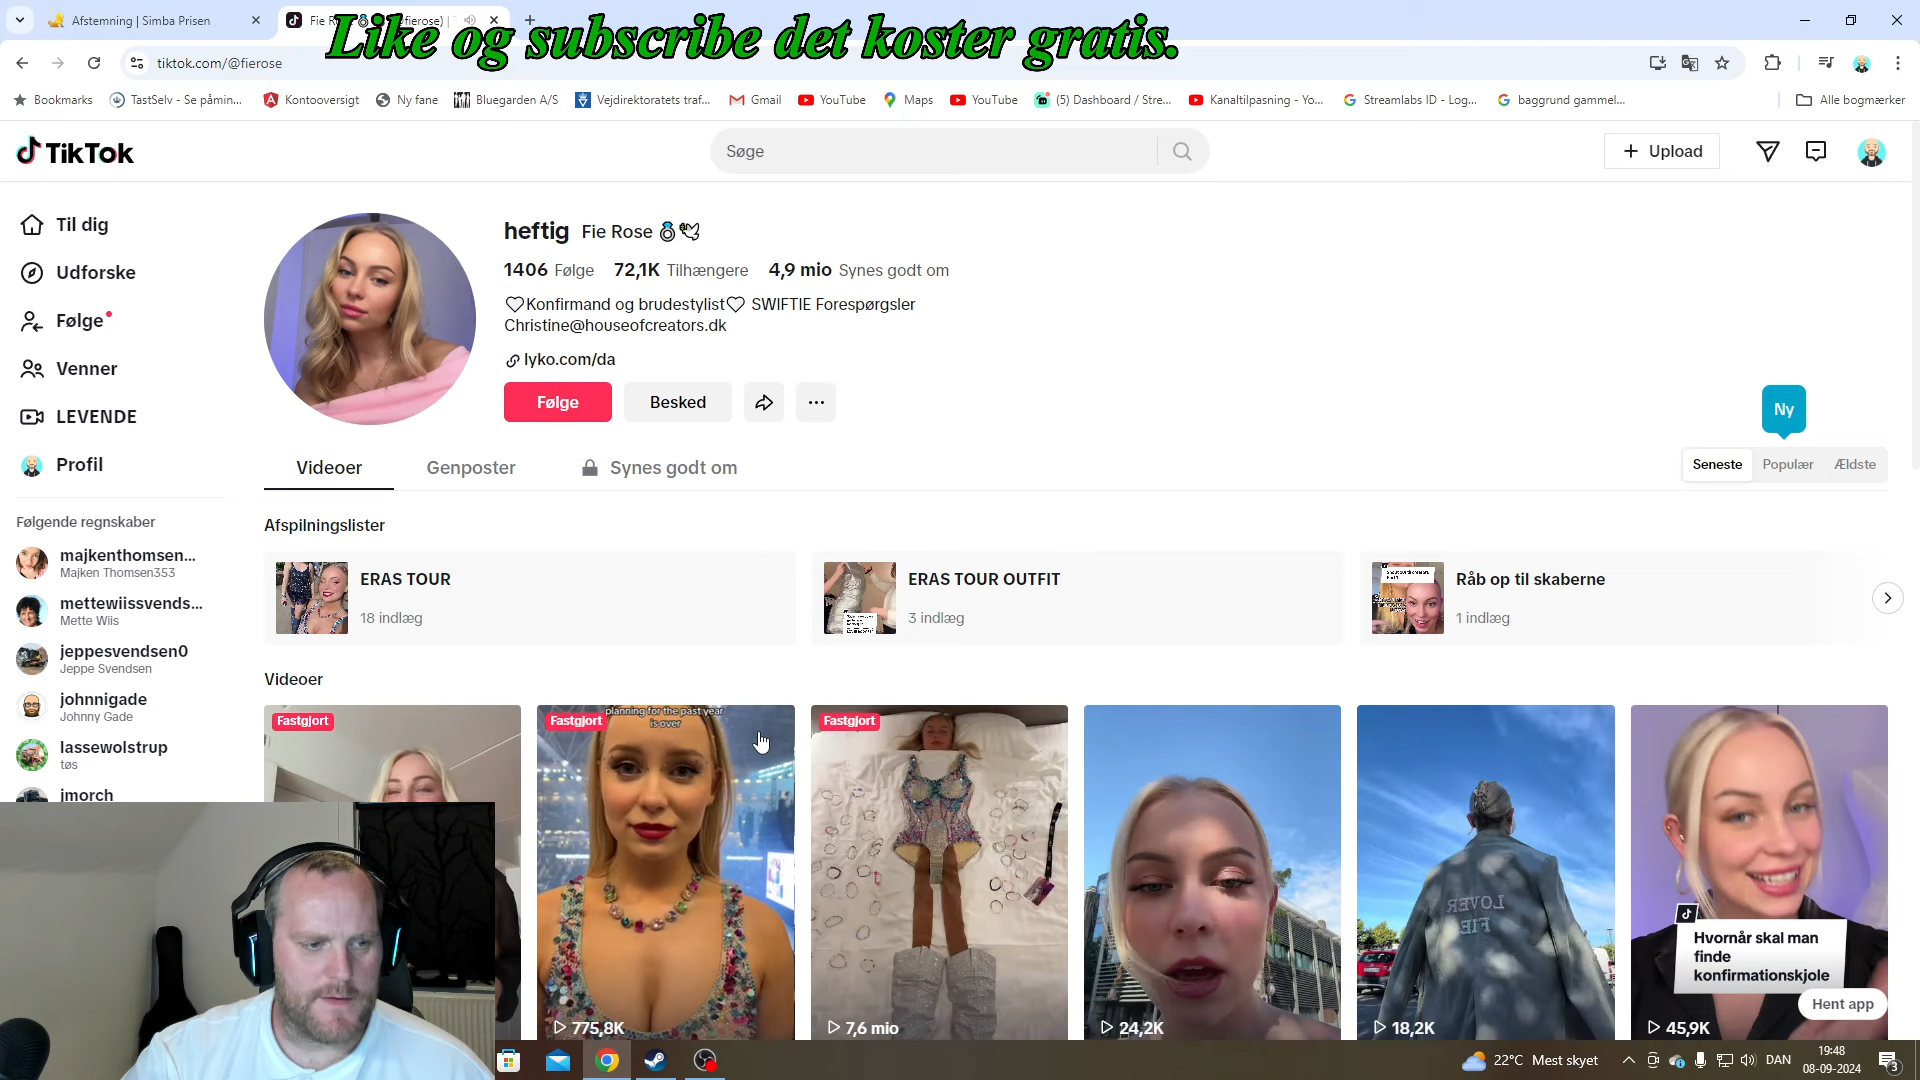 Afstemning | Simba Prisen
Like og subscribe det koster gratis.
tiktok.com/@fierose
Bookmarks
TastSelv - Se påmin...
Kontooversigt
Ny fane
Bluegarden A/S
Vejdirektoratets traf...
Gmail
YouTube
Maps
YouTube
(5) Dashboard / Stre...
Kanaltilpasning - Yo...
Streamlabs ID - Log...
baggrund gammel...
Alle bogmærker
TikTok
Søge
Upload
Til dig
Udforske
Følge
Venner
LEVENDE
Profil
Følgende regnskaber
majkenthomsen...
Majken Thomsen353
mettewiissvends...
Mette Wiis
jeppesvendsen0
Jeppe Svendsen
johnnigade
Johnny Gade
lassewolstrup
tøs
jmorch
heftig Fie Rose
1406 Følge 72,1K Tilhængere 4,9 mio Synes godt om
♡Konfirmand og brudestylist♡ SWIFTIE Forespørgsler
Christine@houseofcreators.dk
lyko.com/da
Følge
Besked
Ny
Videoer
Genposter
Synes godt om
Seneste
Populær
Ældste
Afspilningslister
ERAS TOUR
18 indlæg
ERAS TOUR OUTFIT
3 indlæg
Råb op til skaberne
1 indlæg
Videoer
Fastgjort
Fastgjort
planning for the past year
is over
775,8K
Fastgjort
7,6 mio
24,2K
LOVER
FIE
18,2K
Hvornår skal man
finde
konfirmationskjole
45,9K
Hent app
22°C Mest skyet
DAN
19:48
08-09-2024
3